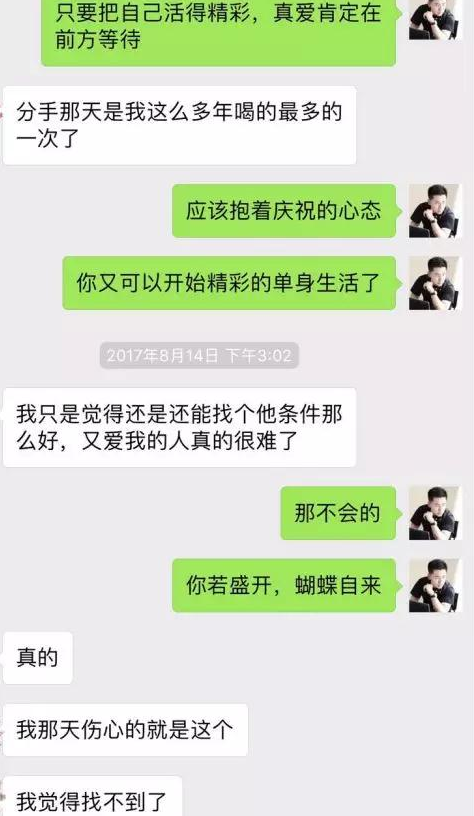 只要把自己活得精彩，真爱肯定在
前方等待
分手那天是我这么多年喝的最多的
一次了
应该抱着庆祝的心态
你又可以开始精彩的单身生活了
2017年8月14日 下午3:02
我只是觉得还是还能找个他条件那
么好，又爱我的人真的很难了
那不会的
你若盛开，蝴蝶自来
真的
我那天伤心的就是这个
我觉得找不到了